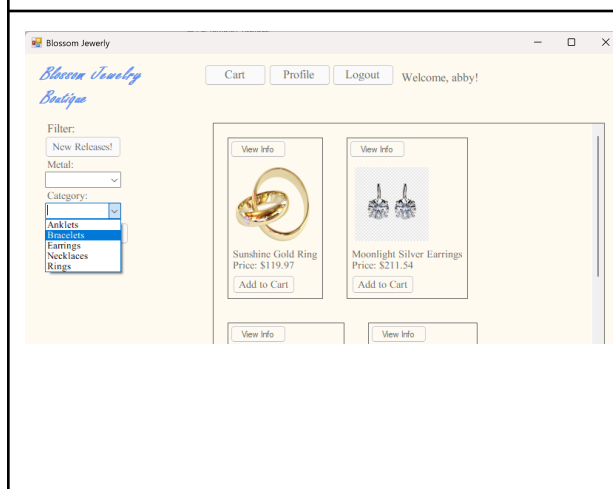 Blossom Jewerly
Blossom Jewelry
Boutique
Cart
Profile
Logout
Welcome, abby!
Filter:
New Releases!
Metal:
Category:
Anklets
Bracelets
Earrings
Necklaces
Rings
View Info
Sunshine Gold Ring
Price: $119.97
Add to Cart
View Info
Moonlight Silver Earrings
Price: $211.54
Add to Cart
View Info
View Info